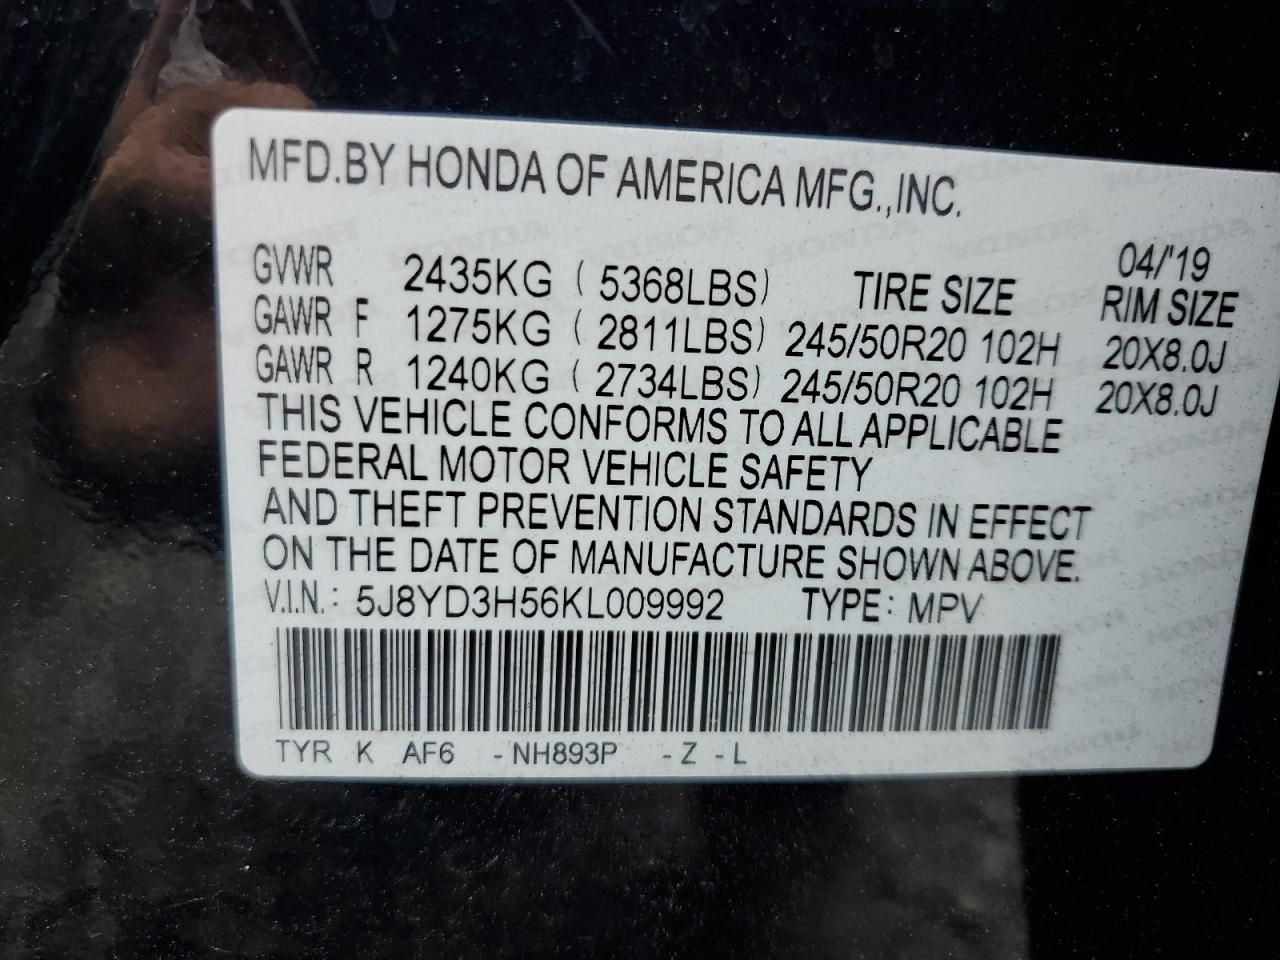 MFD.BY HONDA OF AMERICA MFG.,INC.
04/'19
GVWR 2435KG ( 5368LBS) TIRE SIZE RIM SIZE
GAWR F 1275KG ( 2811LBS) 245/50R20 102H 20X8.0J
GAWR R 1240KG ( 2734LBS) 245/50R20 102H 20X8.0J
THIS VEHICLE CONFORMS TO ALL APPLICABLE
FEDERAL MOTOR VEHICLE SAFETY
AND THEFT PREVENTION STANDARDS IN EFFECT
ON THE DATE OF MANUFACTURE SHOWN ABOVE.
V.I.N.: 5J8YD3H56KL009992 TYPE: MPV
TYR K AF6 -NH893P -Z -L